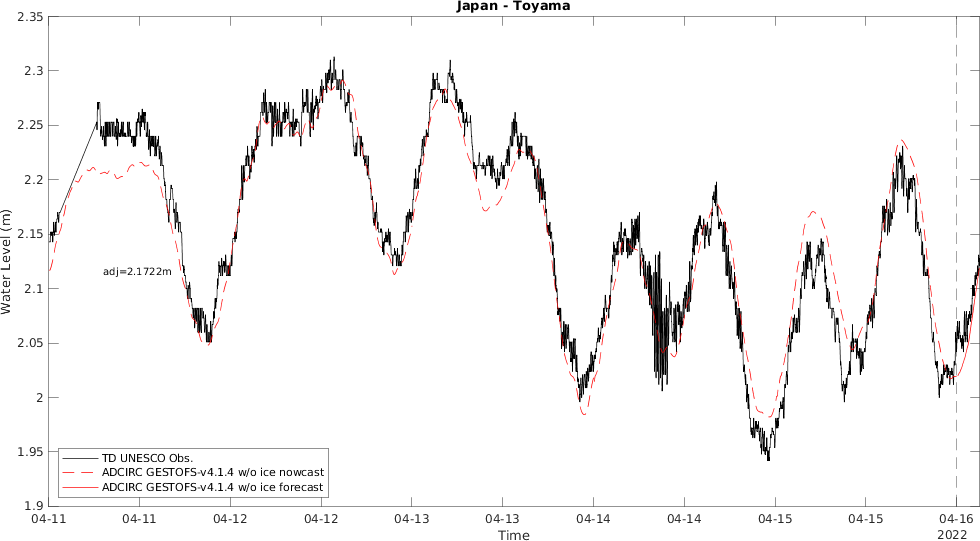 Japan - Toyama
Water Level (m)
2.35
2.3
2.25
2.2
2.15
2.1
2.05
2
1.95
1.9
adj=2.1722m
TD UNESCO Obs.
ADCIRC GESTOFS-v4.1.4 w/o ice nowcast
ADCIRC GESTOFS-v4.1.4 w/o ice forecast
04-11 04-11 04-12 04-12 04-13 04-13 04-14 04-14 04-15 04-15 04-16
Time
2022